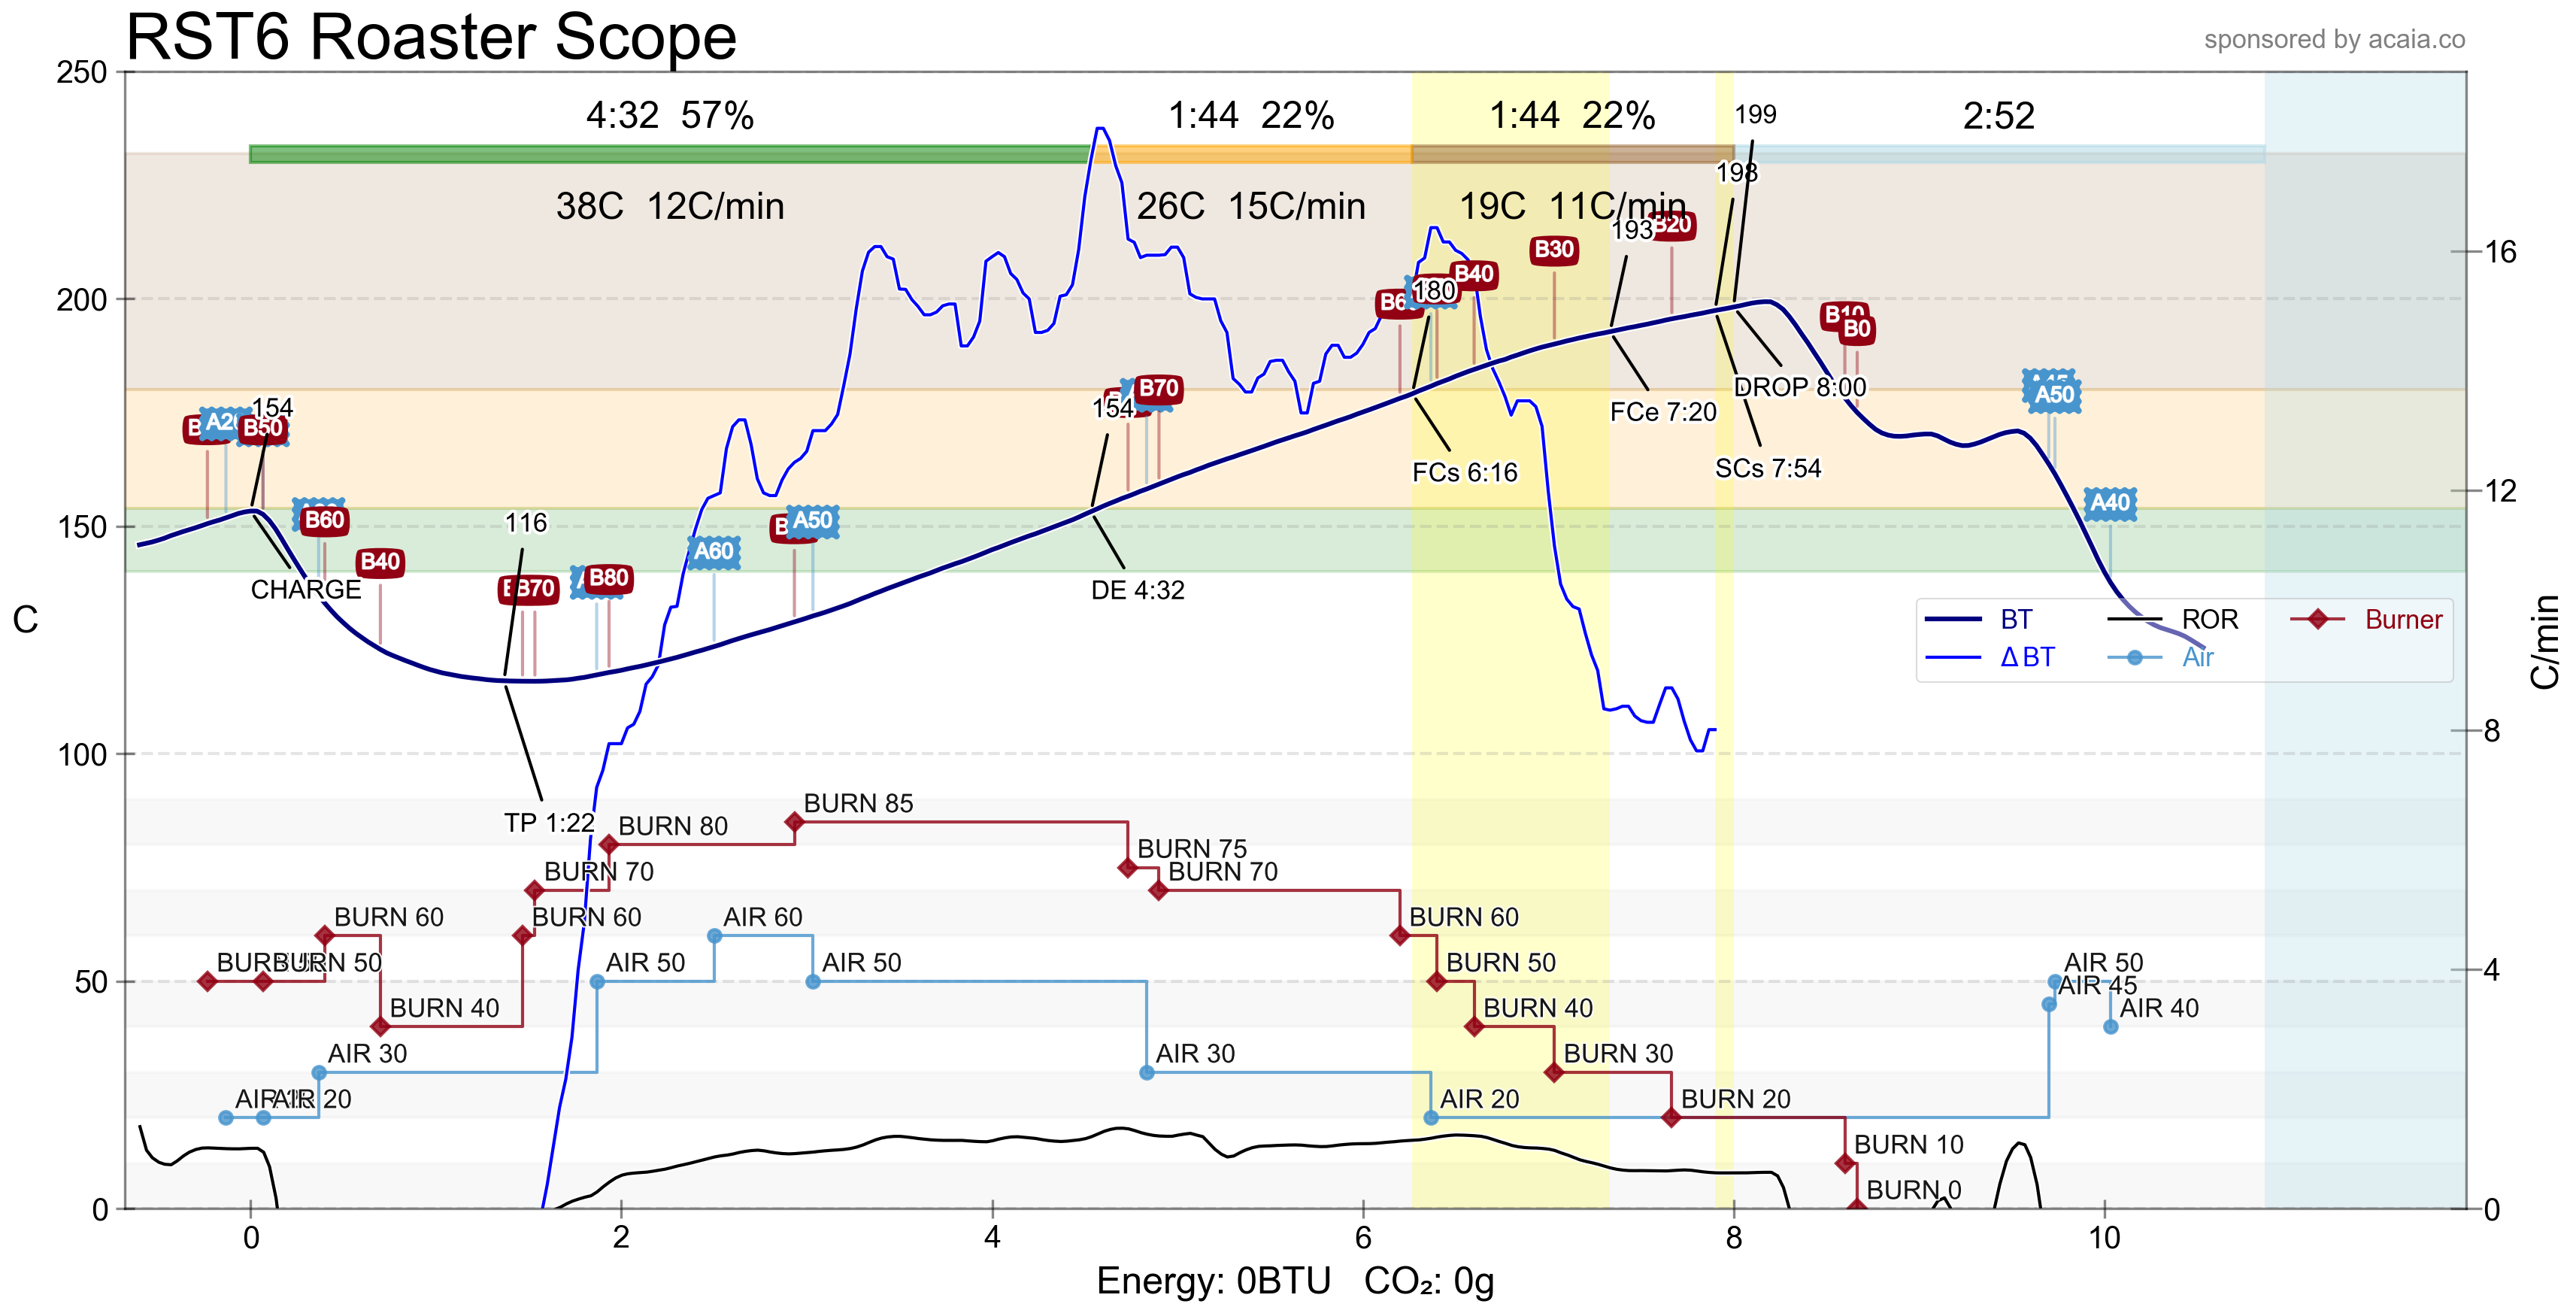 RST6 Roaster Scope
sponsored by acaia.co
250
200
150
100
50
0
C
4:32 57%
1:44 22%
1:44 22%
2:52
38C 12C/min
26C 15C/min
19C 11C/min
199
198
193
180
154
154
116
16
12
8
4
0
C/min
A20
B50
B60
B40
B70
B80
A60
A50
B70
B40
B30
B20
B10
B0
A50
A40
CHARGE
TP 1:22
DE 4:32
FCs 6:16
FCe 7:20
SCs 7:54
DROP 8:00
BT
ROR
Burner
Δ BT
Air
BURN 50
BURN 60
BURN 40
BURN 60
BURN 70
BURN 80
BURN 85
BURN 75
BURN 70
BURN 60
BURN 50
BURN 40
BURN 30
BURN 20
BURN 10
BURN 0
AIR 20
AIR 30
AIR 50
AIR 60
AIR 50
AIR 30
AIR 20
AIR 50
AIR 45
AIR 40
0
2
4
6
8
10
Energy: 0BTU CO₂: 0g